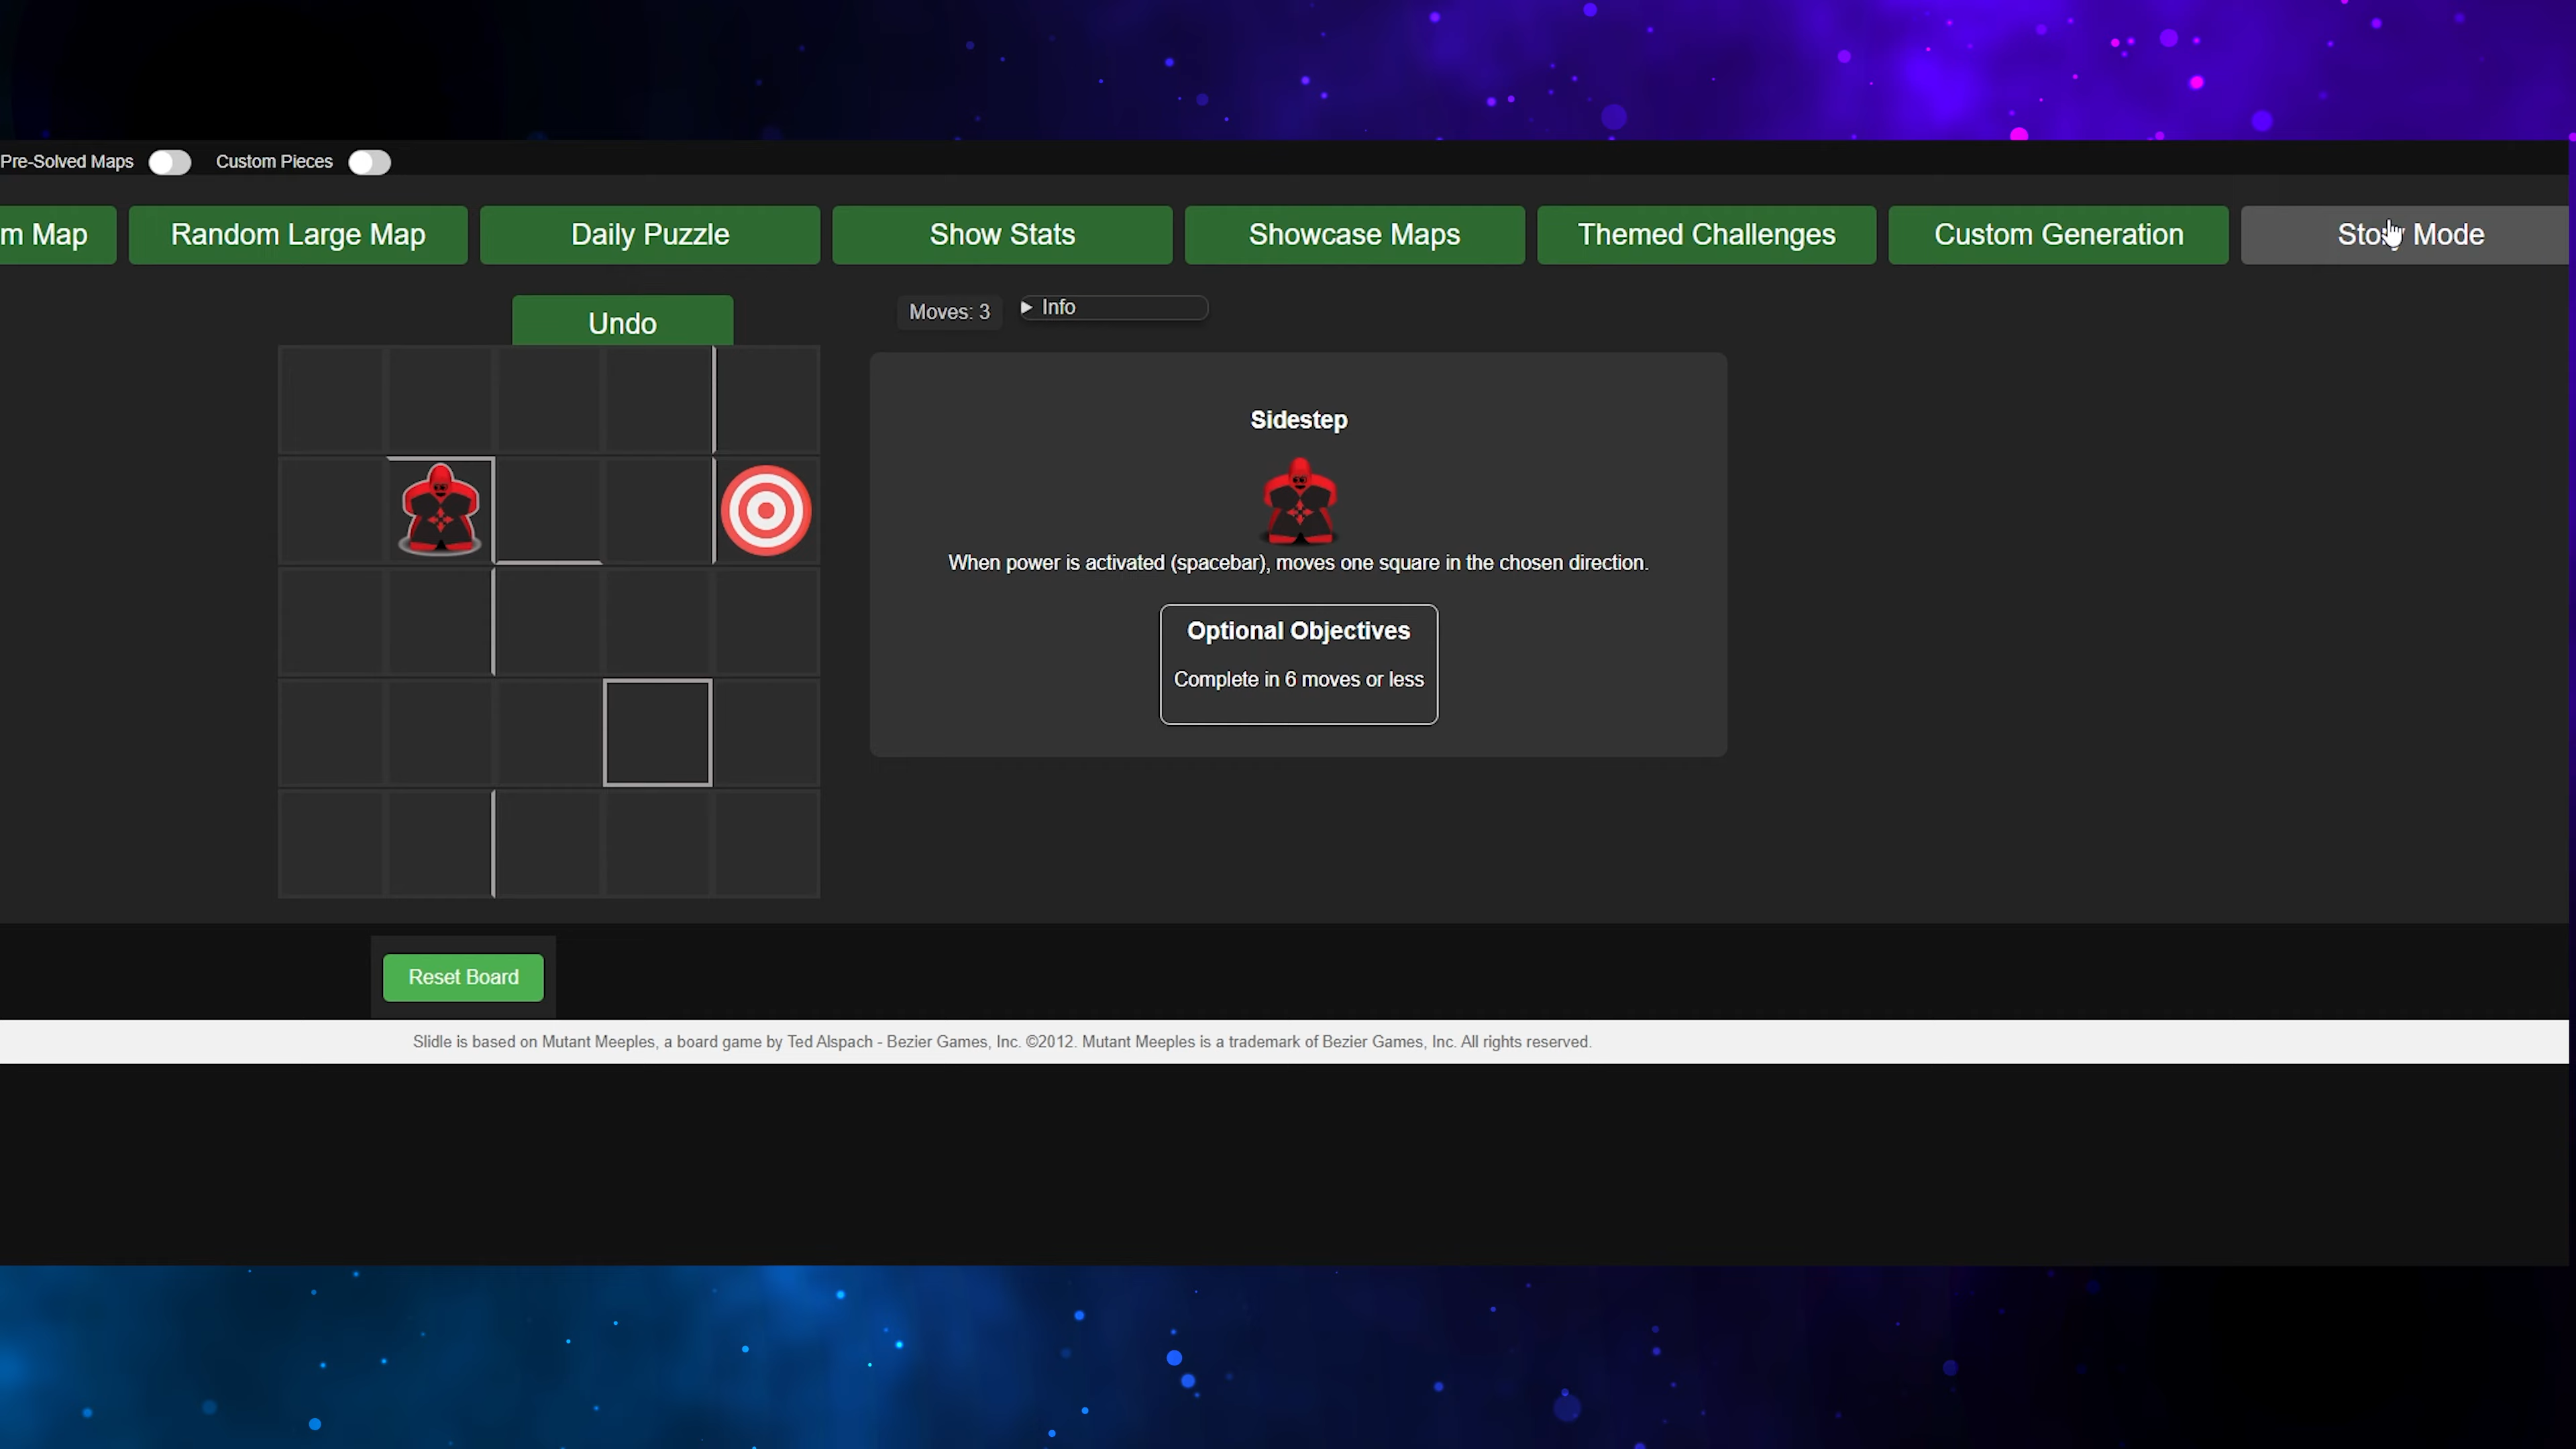 Pre-Solved Maps
Custom Pieces
m Map
Random Large Map
Daily Puzzle
Show Stats
Showcase Maps
Themed Challenges
Custom Generation
Story Mode
Undo
Moves: 3
Info
Sidestep
When power is activated (spacebar), moves one square in the chosen direction.
Optional Objectives
Complete in 6 moves or less
Reset Board
Slidle is based on Mutant Meeples, a board game by Ted Alspach - Bezier Games, Inc. ©2012. Mutant Meeples is a trademark of Bezier Games, Inc. All rights reserved.